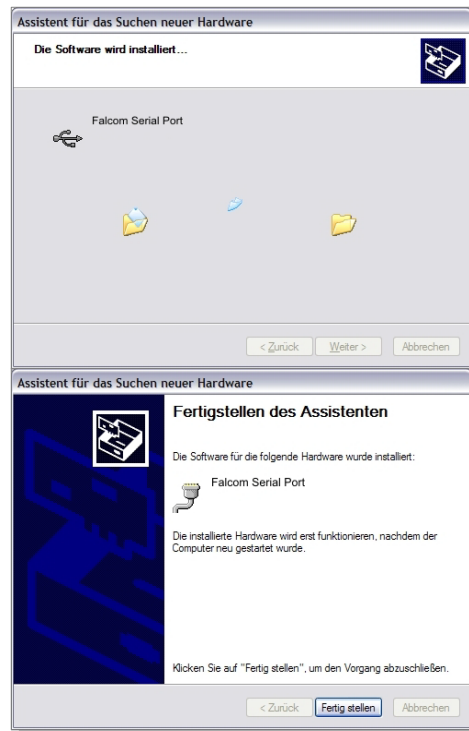 Assistent für das Suchen neuer Hardware
Die Software wird installiert...
Falcom Serial Port
< Zurück
Weiter >
Abbrechen
Assistent für das Suchen neuer Hardware
Fertigstellen des Assistenten
Die Software für die folgende Hardware wurde installiert:
Falcom Serial Port
Die installierte Hardware wird erst funktionieren, nachdem der
Computer neu gestartet wurde.
Klicken Sie auf "Fertig stellen", um den Vorgang abzuschließen.
< Zurück
Fertig stellen
Abbrechen